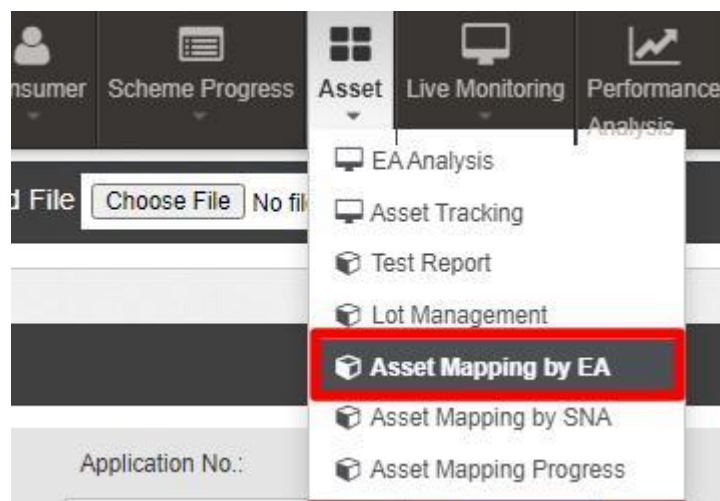 nsumer
Scheme Progress
Asset
Live Monitoring
Performance
Analysis
EA Analysis
d File Choose File No fil
Asset Tracking
Test Report
Lot Management
Asset Mapping by EA
Asset Mapping by SNA
Application No.:
Asset Mapping Progress